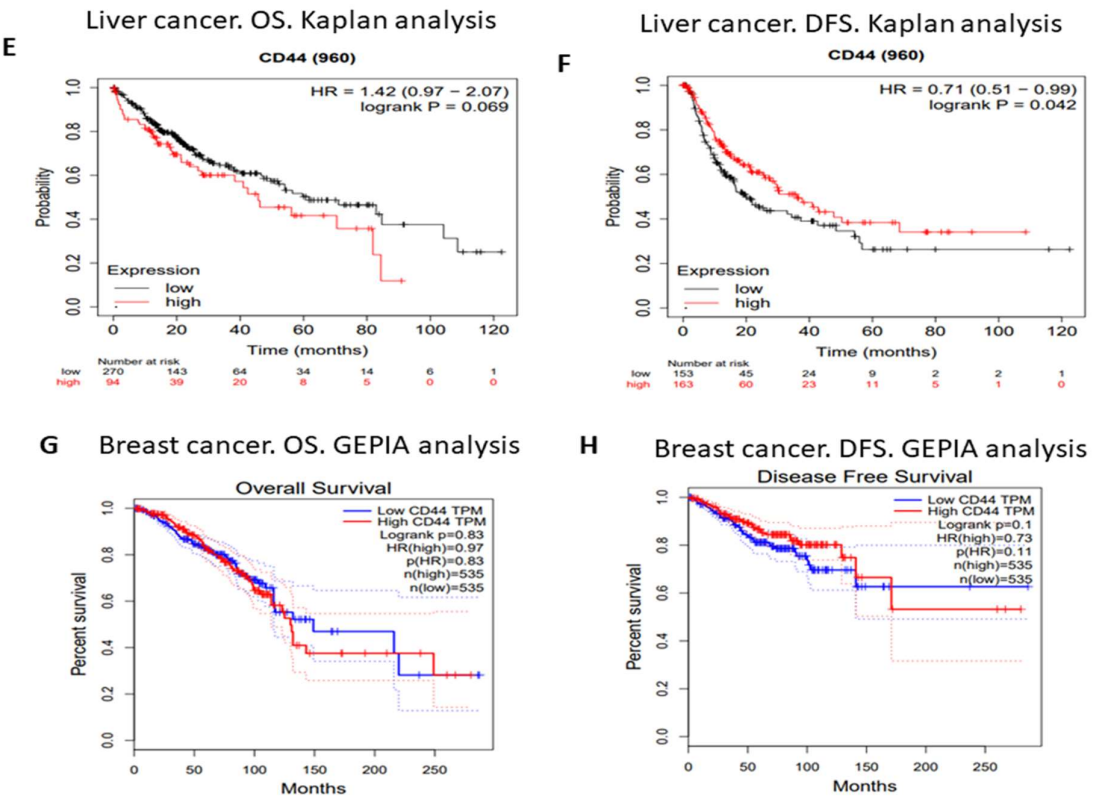 Liver cancer. OS. Kaplan analysis
E
CD44 (960)
HR = 1.42 (0.97 − 2.07)
logrank P = 0.069
Probability
1.0
0.8
0.6
0.4
0.2
0.0
Expression
low
high
0 20 40 60 80 100 120
Time (months)
Number at risk
low 270 143 64 34 14 6 1
high 94 39 20 8 5 0 0
Liver cancer. DFS. Kaplan analysis
F
CD44 (960)
HR = 0.71 (0.51 − 0.99)
logrank P = 0.042
Probability
1.0
0.8
0.6
0.4
0.2
0.0
Expression
low
high
0 20 40 60 80 100 120
Time (months)
Number at risk
low 153 45 24 9 2 2 1
high 163 60 23 11 5 1 0
G Breast cancer. OS. GEPIA analysis
Overall Survival
Low CD44 TPM
High CD44 TPM
Logrank p=0.83
HR(high)=0.97
p(HR)=0.83
n(high)=535
n(low)=535
Percent survival
1.0
0.8
0.6
0.4
0.2
0.0
0 50 100 150 200 250
Months
H Breast cancer. DFS. GEPIA analysis
Disease Free Survival
Low CD44 TPM
High CD44 TPM
Logrank p=0.1
HR(high)=0.73
p(HR)=0.11
n(high)=535
n(low)=535
Percent survival
1.0
0.8
0.6
0.4
0.2
0.0
0 50 100 150 200 250
Months